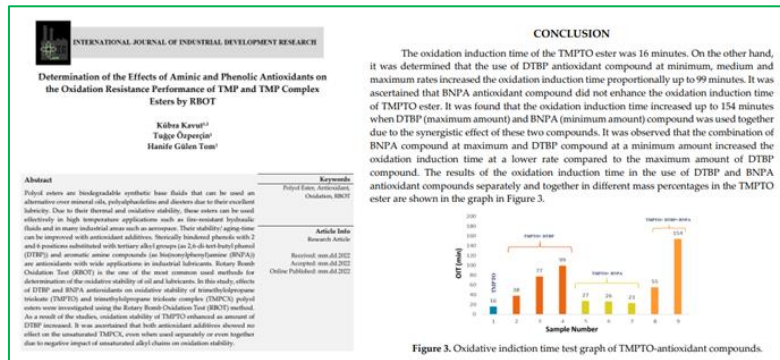 INTERNATIONAL JOURNAL OF INDUSTRIAL DEVELOPMENT RESEARCH
Determination of the Effects of Aminic and Phenolic Antioxidants on
the Oxidation Resistance Performance of TMP and TMP Complex
Esters by RBOT
Kübra Kavut
Tuğçe Özperçin
Hanife Gülen Tom
Abstract
Polyol esters are biodegradable synthetic base fluids that can be used an
alternative over mineral oils, polyalphaolefins and diesters due to their excellent
lubricity. Due to their thermal and oxidative stability, these esters can be used
effectively in high temperature applications such as fire-resistant hydraulic
fluids and in many industrial areas such as aerospace. Their stability/ aging-time
can be improved with antioxidant additives. Sterically hindered phenols with 2
and 6 positions substituted with tertiary alkyl groups (as 2,6-di-tert-butyl phenol
(DTBP)) and aromatic amine compounds (as bis(nonylphenyl)amine (BNPA))
are antioxidants with wide applications in industrial lubricants. Rotary Bomb
Oxidation Test (RBOT) is the one of the most common used methods for
determination of the oxidative stability of oil and lubricants. In this study, effects
of DTBP and BNPA antioxidants on oxidative stability of trimethylolpropane
trioleate (TMPTO) and trimethylolpropane trioleate complex (TMPCX) polyol
esters were investigated using the Rotary Bomb Oxidation Test (RBOT) method.
As a result of the studies, oxidation stability of TMPTO enhanced as amount of
DTBP increased. It was ascertained that both antioxidant additives showed no
effect on the unsaturated TMPCX, even when used separately or even together
due to negative impact of unsaturated alkyl chains on oxidation stability.
Keywords
Polyol Ester, Antioxidant,
Oxidation, RBOT
Article Info
Research Article
Received: mm.dd.2022
Accepted: mm.dd.2022
Online Published: mm.dd.2022
CONCLUSION
The oxidation induction time of the TMPTO ester was 16 minutes. On the other hand,
it was determined that the use of DTBP antioxidant compound at minimum, medium and
maximum rates increased the oxidation induction time proportionally up to 99 minutes. It was
ascertained that BNPA antioxidant compound did not enhance the oxidation induction time
of TMPTO ester. It was found that the oxidation induction time increased up to 154 minutes
when DTBP (maximum amount) and BNPA (minimum amount) compound was used together
due to the synergistic effect of these two compounds. It was observed that the combination of
BNPA compound at maximum and DTBP compound at a minimum amount increased the
oxidation induction time at a lower rate compared to the maximum amount of DTBP
compound. The results of the oxidation induction time in the use of DTBP and BNPA
antioxidant compounds separately and together in different mass percentages in the TMPTO
ester are shown in the graph in Figure 3.
OIT (min)
200
180
160
140
120
100
80
60
40
20
0
TMPTO
TMPTO- DTBP
TMPTO- BNPA
TMPTO- DTBP- BNPA
16
38
77
99
27
26
23
55
154
1 2 3 4 5 6 7 8 9
Sample Number
Figure 3. Oxidative indiction time test graph of TMPTO-antioxidant compounds.